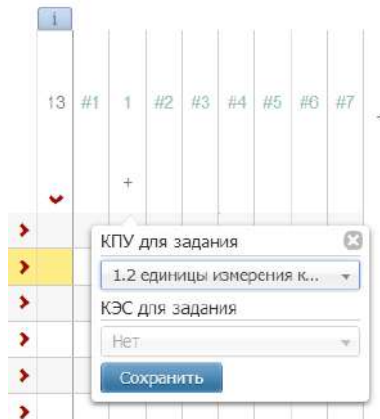 i
13 #1 1 #2 #3 #4 #5 #6 #7
+
КПУ для задания
1.2 единицы измерения к...
КЭС для задания
Нет
Сохранить